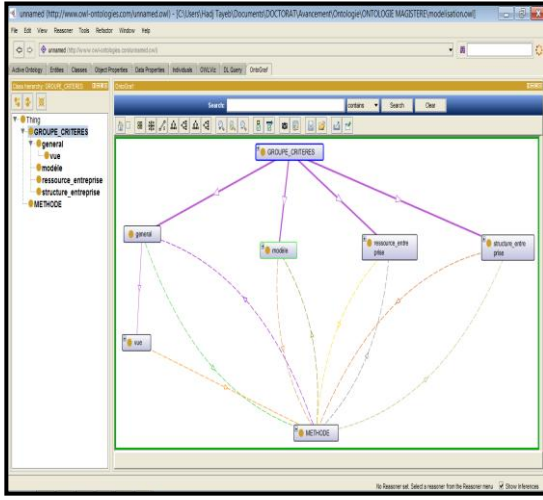 unnamed (http://www.owl-ontologies.com/unnamed.owl) - [C:\Users\Hadj Tayeb\Documents\DOCTORAT\Avancement\Ontologie\ONTOLOGIE MAGISTERE\modelisation.owl]
File Edit View Reasoner Tools Refactor Window Help
unnamed (http://www.owl-ontologies.com/unnamed.owl)
Active Ontology Entities Classes Object Properties Data Properties Individuals OWLViz DL Query OntoGraf
Class hierarchy: GROUPE_CRITERES
OntoGraf:
Search: contains Search Clear
Thing
GROUPE_CRITERES
general
vue
modèle
ressource_entreprise
structure_entreprise
METHODE
GROUPE_CRITERES
general
modèle
ressource_entre
prise
structure_entre
prise
vue
METHODE
No Reasoner set. Select a reasoner from the Reasoner menu Show Inferences